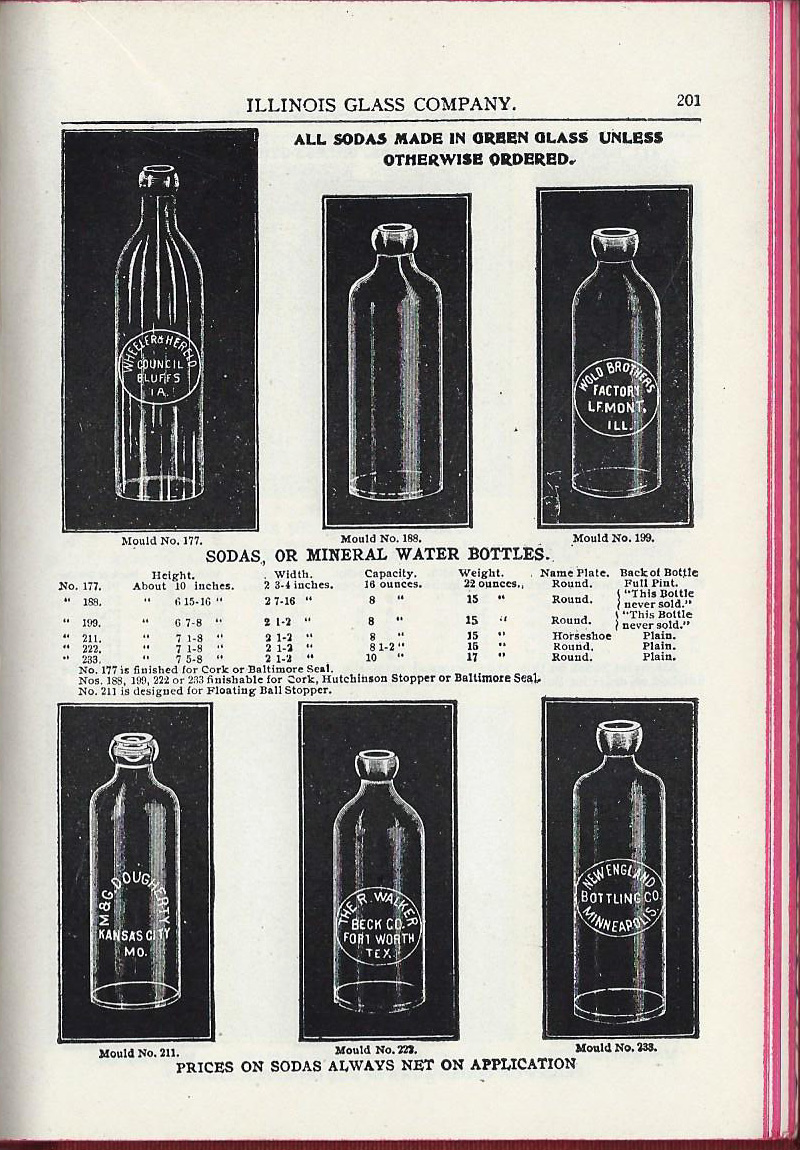 ILLINOIS GLASS COMPANY. 201
ALL SODAS MADE IN GREEN GLASS UNLESS
OTHERWISE ORDERED.
WHEELER & HERELD
COUNCIL
BLUFFS
IA.
WOLD BROTHERS
FACTORY
LEMONT,
ILL.
Mould No. 177. Mould No. 188. Mould No. 199.
SODAS, OR MINERAL WATER BOTTLES.
Height. Width. Capacity. Weight. Name Plate. Back of Bottle
No. 177. About 10 inches. 2 3-4 inches. 16 ounces. 22 ounces., Round. Full Pint.
" 188. " 6 15-16 " 2 7-16 " 8 " 15 " Round. { "This Bottle never sold."
" 199. " 6 7-8 " 2 1-2 " 8 " 15 " Round. { "This Bottle never sold."
" 211. " 7 1-8 " 2 1-2 " 8 " 15 " Horseshoe Plain.
" 222. " 7 1-8 " 2 1-2 " 8 1-2 " 15 " Round. Plain.
" 233. " 7 5-8 " 2 1-2 " 10 " 17 " Round. Plain.
No. 177 is finished for Cork or Baltimore Seal.
Nos. 188, 199, 222 or 233 finishable for Cork, Hutchinson Stopper or Baltimore Seal.
No. 211 is designed for Floating Ball Stopper.
M & G. DOUGHERTY
KANSAS CITY
MO.
THE R. WALKER
BECK CO.
FORT WORTH
TEX.
NEW ENGLAND
BOTTLING CO.
MINNEAPOLIS.
Mould No. 211. Mould No. 222. Mould No. 233.
PRICES ON SODAS ALWAYS NET ON APPLICATION